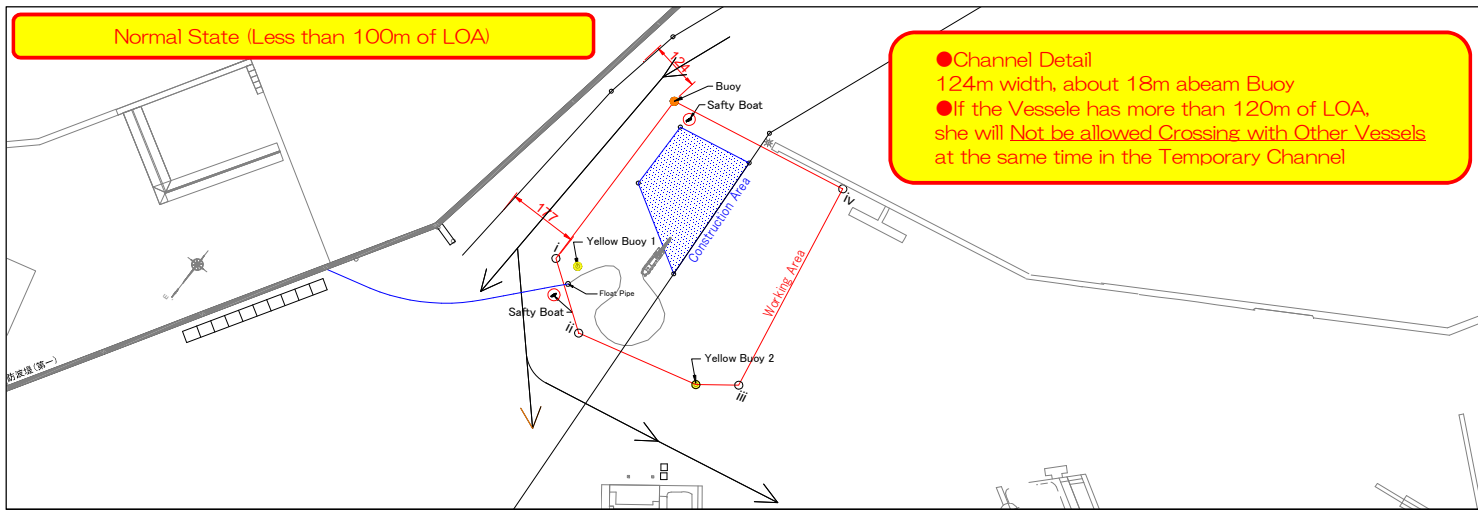 Normal State (Less than 100m of LOA)
●Channel Detail
124m width, about 18m abeam Buoy
●If the Vessele has more than 120m of LOA,
she will Not be allowed Crossing with Other Vessels
at the same time in the Temporary Channel
124
Buoy
Safty Boat
Construction Area
iv
177
i
Yellow Buoy 1
Float Pipe
Safty Boat
ii
Working Area
Yellow Buoy 2
iii
防波堤(第一)